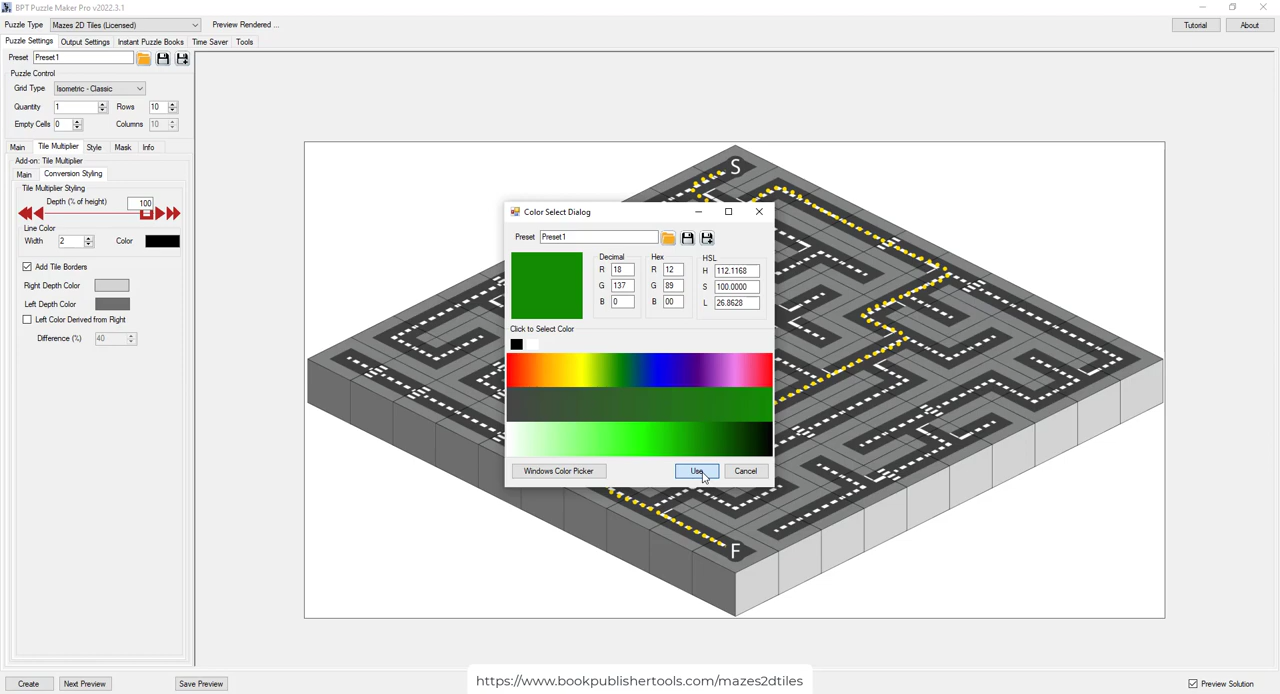 BPT Puzzle Maker Pro v2022.3.1
Puzzle Type Mazes 2D Tiles (Licensed) Preview Rendered ... Tutorial About
Puzzle Settings Output Settings Instant Puzzle Books Time Saver Tools
Preset Preset1
Puzzle Control
Grid Type Isometric - Classic
Quantity 1 Rows 10
Empty Cells 0 Columns 10
Main Tile Multiplier Style Mask Info
Add-on: Tile Multiplier
Main Conversion Styling
Tile Multiplier Styling
Depth (% of height) 100
Line Color
Width 2 Color
Add Tile Borders
Right Depth Color
Left Depth Color
Left Color Derived from Right
Difference (%) 40
S
Color Select Dialog
Preset Preset1
Decimal Hex HSL
R 18 R 12 H 112.1168
G 137 G 89 S 100.0000
B 0 B 00 L 26.8628
Click to Select Color
Windows Color Picker Use Cancel
F
Create Next Preview Save Preview Preview Solution
https://www.bookpublishertools.com/mazes2dtiles